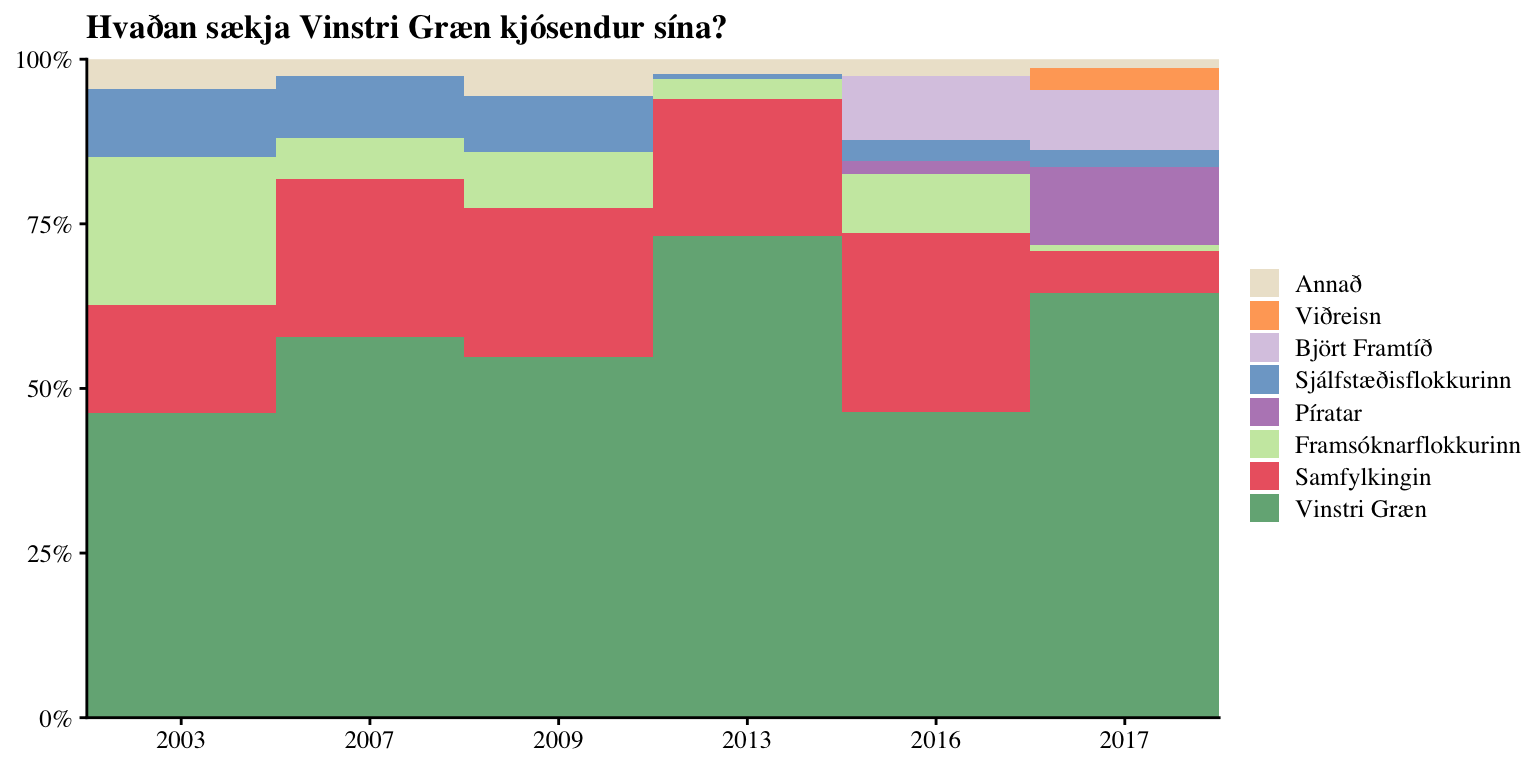 Hvaðan sækja Vinstri Græn kjósendur sína?
100%
75%
50%
25%
0%
2003 2007 2009 2013 2016 2017
Annað
Viðreisn
Björt Framtíð
Sjálfstæðisflokkurinn
Píratar
Framsóknarflokkurinn
Samfylkingin
Vinstri Græn